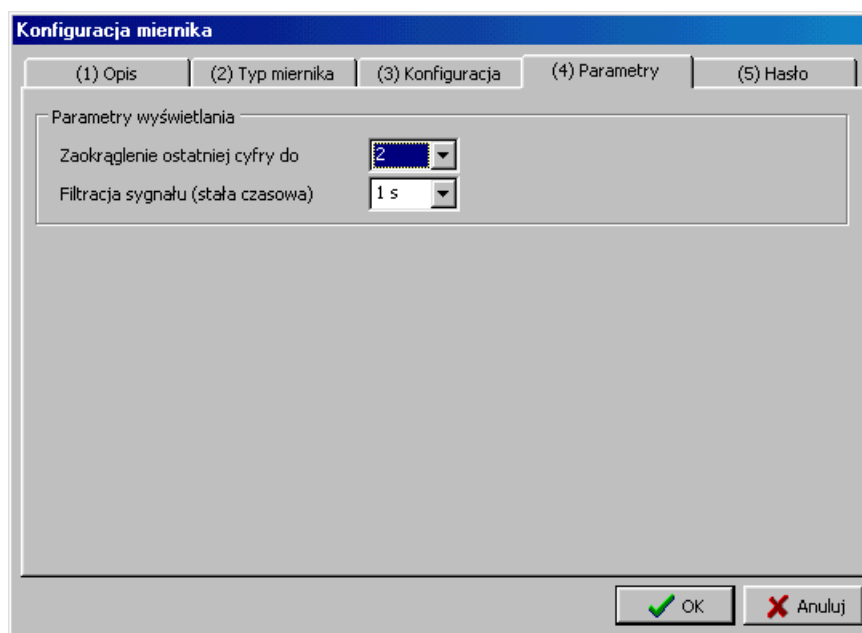 Konfiguracja miernika
(1) Opis (2) Typ miernika (3) Konfiguracja (4) Parametry (5) Hasło
Parametry wyświetlania
Zaokrąglenie ostatniej cyfry do 2
Filtracja sygnału (stała czasowa) 1 s
OK Anuluj